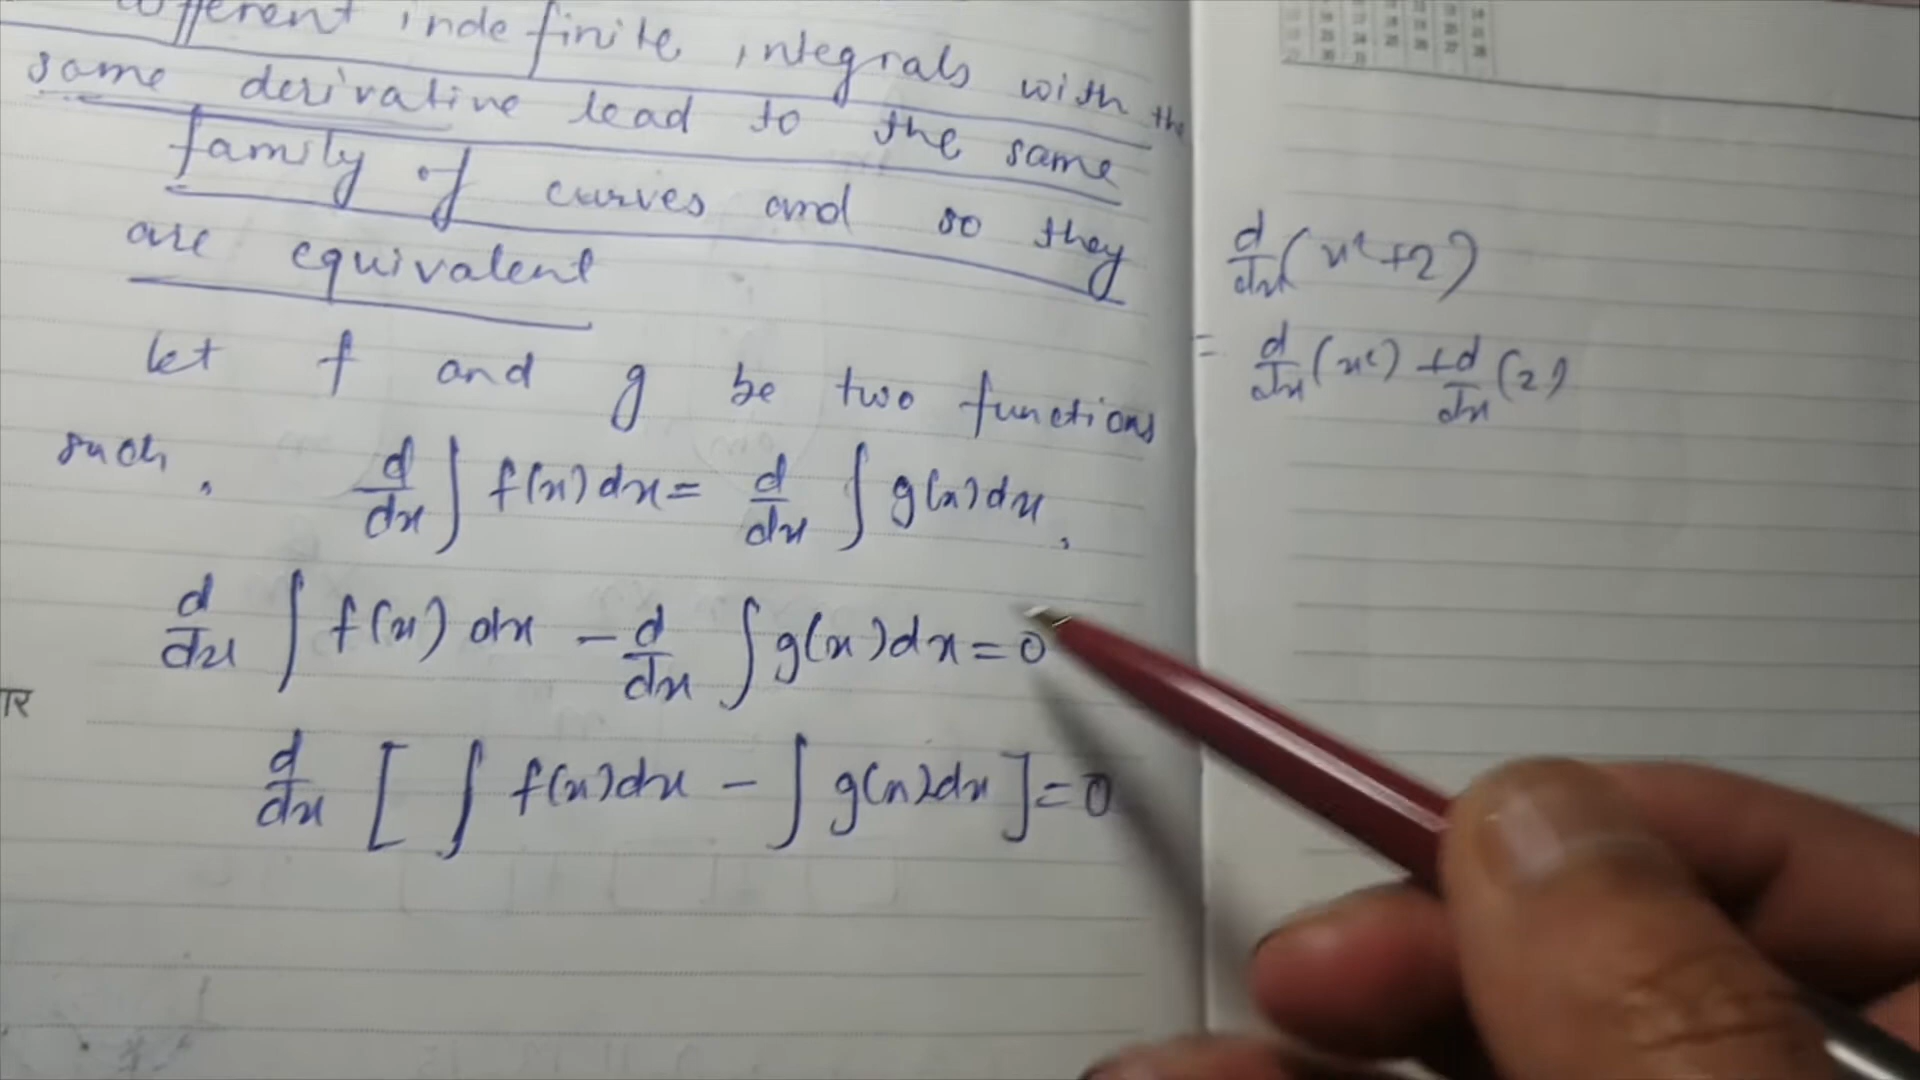 different indefinite integrals with the
same derivative lead to the same
family of curves and so they
are equivalent
let f and g be two functions
such, d/dx ∫ f(x) dx = d/dx ∫ g(x) dx,
d/dx ∫ f(x) dx - d/dx ∫ g(x) dx = 0
d/dx [ ∫ f(x) dx - ∫ g(x) dx ] = 0
d/dx (x² + 2)
= d/dx (x²) + d/dx (2)